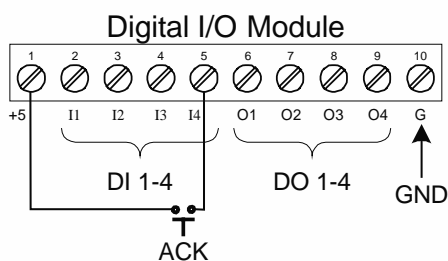 Digital I/O Module
1 2 3 4 5 6 7 8 9 10
+5 I1 I2 I3 I4 O1 O2 O3 O4 G
DI 1-4 DO 1-4 GND
ACK